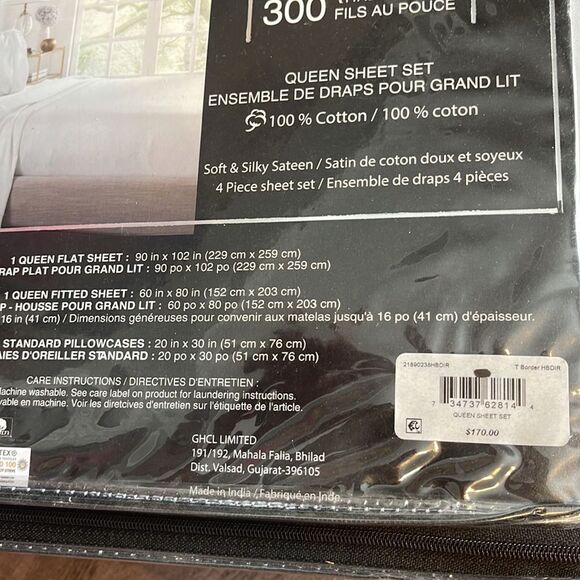 300
FILS AU POUCE
QUEEN SHEET SET
ENSEMBLE DE DRAPS POUR GRAND LIT
100 % Cotton / 100 % coton
Soft & Silky Sateen / Satin de coton doux et soyeux
4 Piece sheet set / Ensemble de draps 4 pièces
1 QUEEN FLAT SHEET : 90 in x 102 in (229 cm x 259 cm)
RAP PLAT POUR GRAND LIT : 90 po x 102 po (229 cm x 259 cm)
1 QUEEN FITTED SHEET : 60 in x 80 in (152 cm x 203 cm)
P - HOUSSE POUR GRAND LIT : 60 po x 80 po (152 cm x 203 cm)
16 in (41 cm) / Dimensions généreuses pour convenir aux matelas jusqu'à 16 po (41 cm) d'épaisseur.
STANDARD PILLOWCASES : 20 in x 30 in (51 cm x 76 cm)
AIES D'OREILLER STANDARD : 20 po x 30 po (51 cm x 76 cm)
CARE INSTRUCTIONS / DIRECTIVES D'ENTRETIEN :
achine washable. See care label on product for laundering instructions.
vable en machine. Voir les diretcives d'entretien sur l'étiquette de l'article.
GHCL LIMITED
191/192, Mahala Falia, Bhilad
Dist. Valsad, Gujarat-396105
Made in India / Fabriqué en Inde.
TEX®
100
21890238HBDIR T Border HBDIR
7 34737 62814 4
QUEEN SHEET SET
$170.00